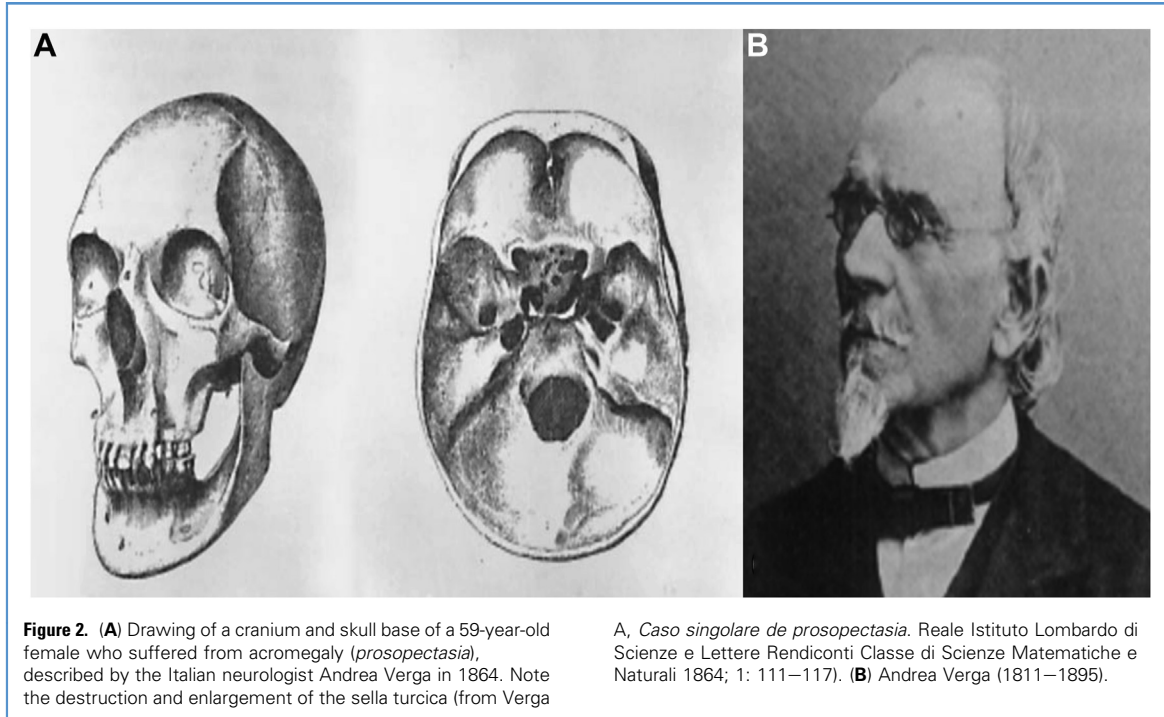 A
B
Figure 2. (A) Drawing of a cranium and skull base of a 59-year-old
female who suffered from acromegaly (prosopectasia),
described by the Italian neurologist Andrea Verga in 1864. Note
the destruction and enlargement of the sella turcica (from Verga
A, Caso singolare de prosopectasia. Reale Istituto Lombardo di
Scienze e Lettere Rendiconti Classe di Scienze Matematiche e
Naturali 1864; 1: 111–117). (B) Andrea Verga (1811–1895).